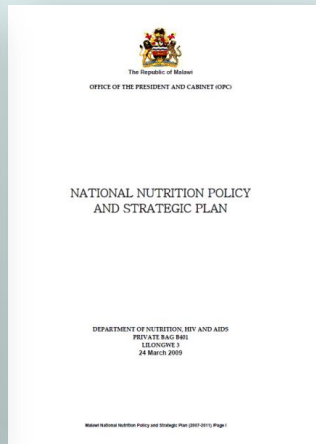 The Republic of Malawi
OFFICE OF THE PRESIDENT AND CABINET (OPC)
NATIONAL NUTRITION POLICY
AND STRATEGIC PLAN
DEPARTMENT OF NUTRITION, HIV AND AIDS
PRIVATE BAG B401
LILONGWE 3
24 March 2009
Malawi National Nutrition Policy and Strategic Plan (2007-2011) /Page i